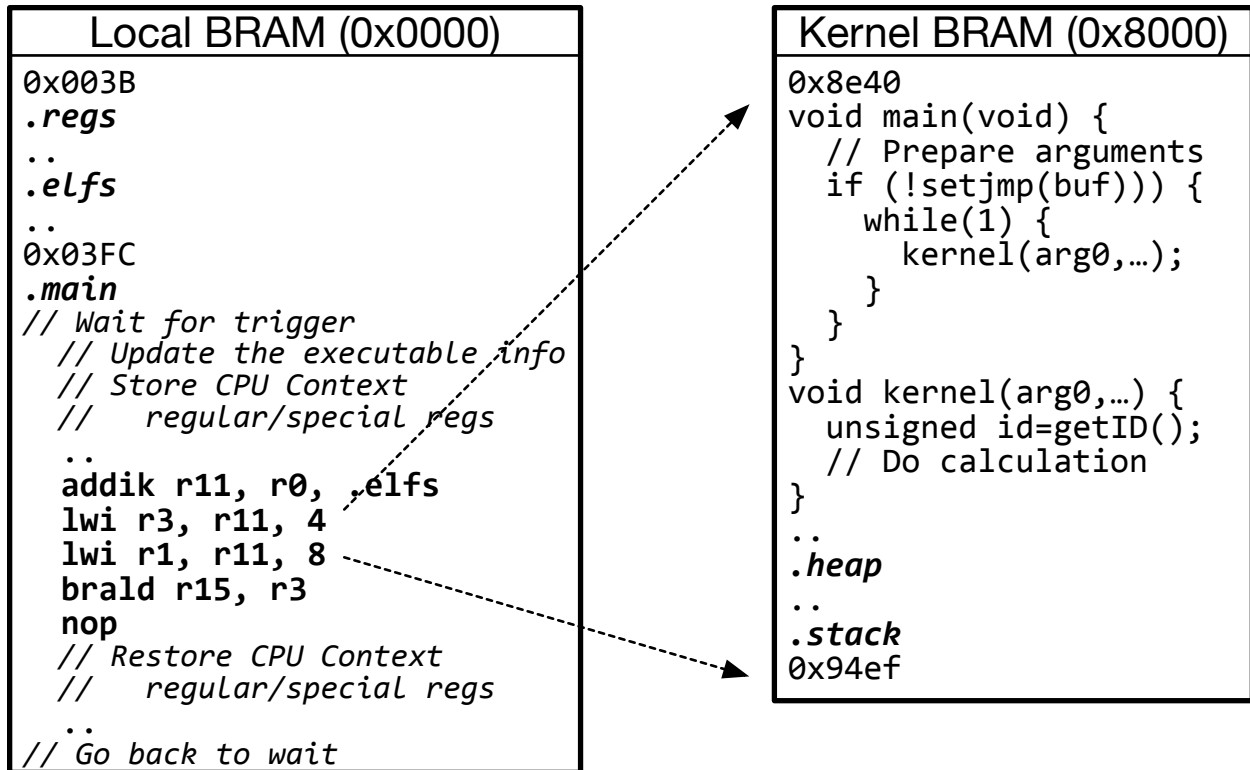 Local BRAM (0x0000)
0x003B
.regs
..
.elfs
..
0x03FC
.main
// Wait for trigger
// Update the executable info
// Store CPU Context
// regular/special regs
..
addik r11, r0, .elfs
lwi r3, r11, 4
lwi r1, r11, 8
brald r15, r3
nop
// Restore CPU Context
// regular/special regs
..
// Go back to wait
Kernel BRAM (0x8000)
0x8e40
void main(void) {
// Prepare arguments
if (!setjmp(buf))) {
while(1) {
kernel(arg0,…);
}
}
}
void kernel(arg0,…) {
unsigned id=getID();
// Do calculation
}
..
.heap
..
.stack
0x94ef